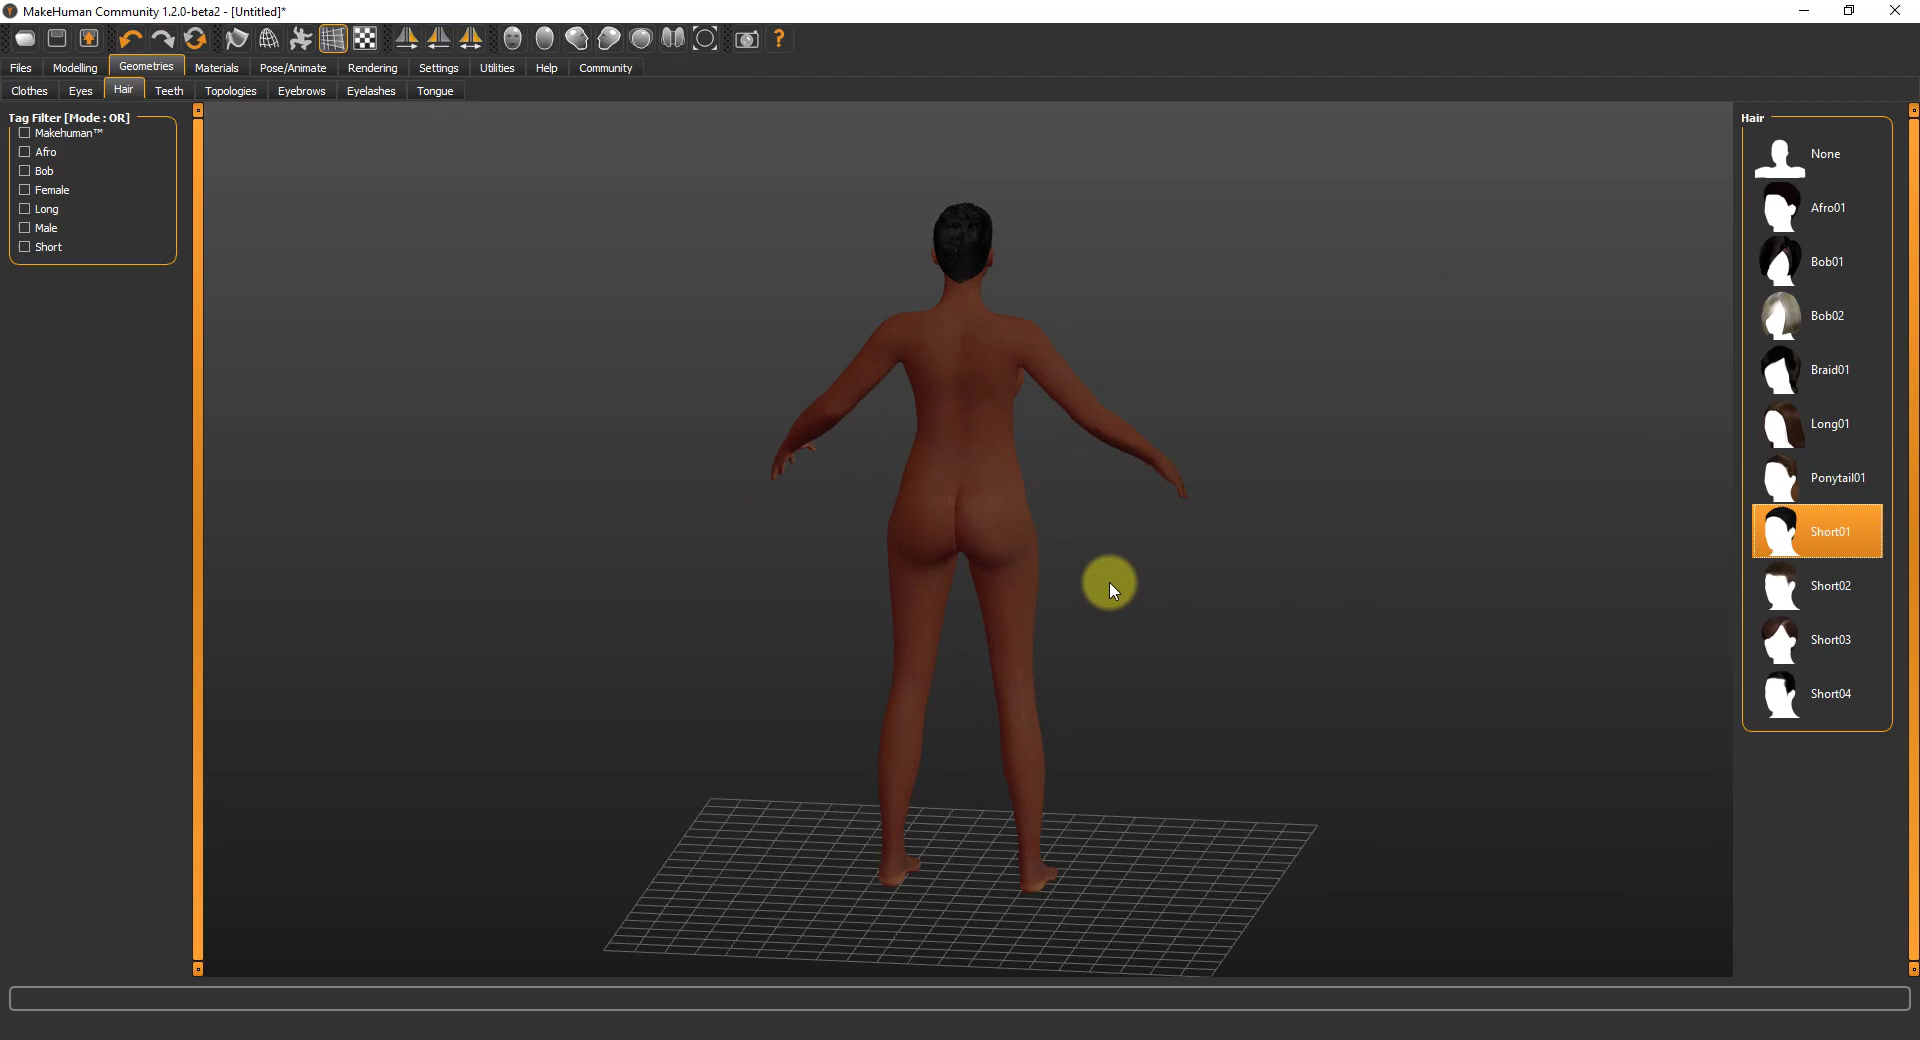 MakeHuman Community 1.2.0-beta2 - [Untitled]*
Files Modelling Geometries Materials Pose/Animate Rendering Settings Utilities Help Community
Clothes Eyes Hair Teeth Topologies Eyebrows Eyelashes Tongue
Tag Filter [Mode : OR]
Makehuman™
Afro
Bob
Female
Long
Male
Short
Hair
None
Afro01
Bob01
Bob02
Braid01
Long01
Ponytail01
Short01
Short02
Short03
Short04